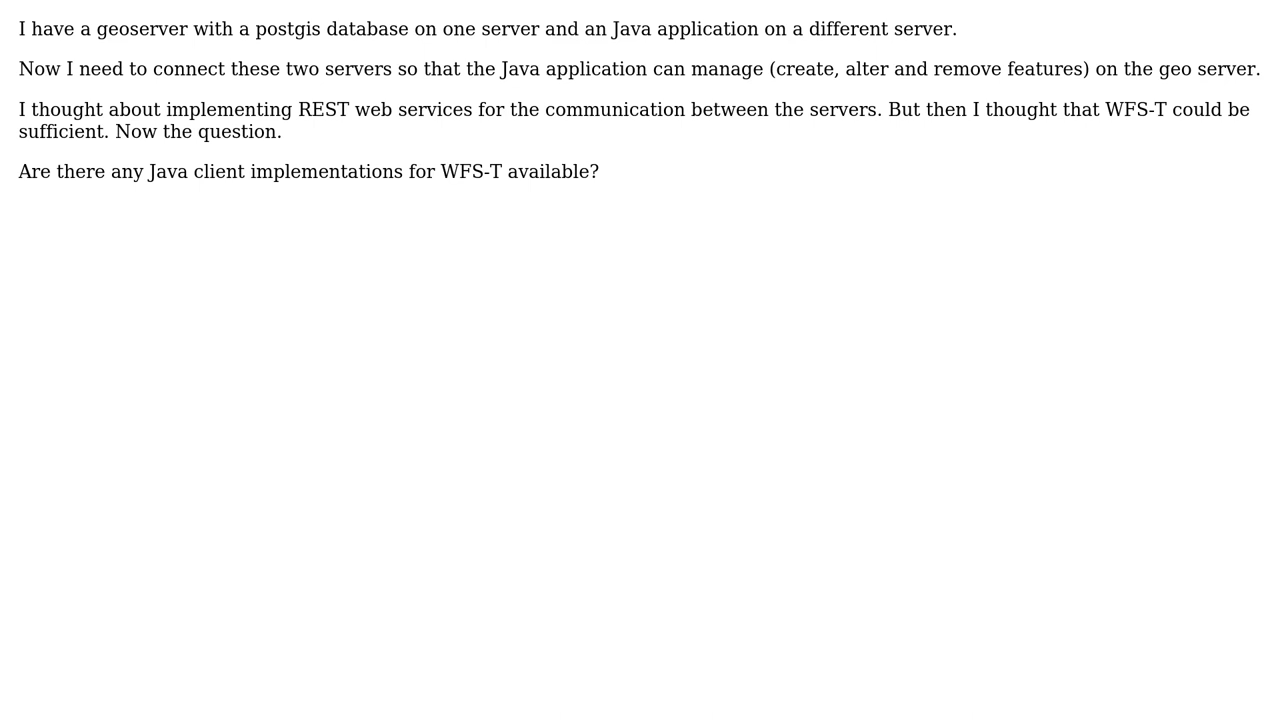 I have a geoserver with a postgis database on one server and an Java application on a different server.
Now I need to connect these two servers so that the Java application can manage (create, alter and remove features) on the geo server.
I thought about implementing REST web services for the communication between the servers. But then I thought that WFS-T could be
sufficient. Now the question.
Are there any Java client implementations for WFS-T available?